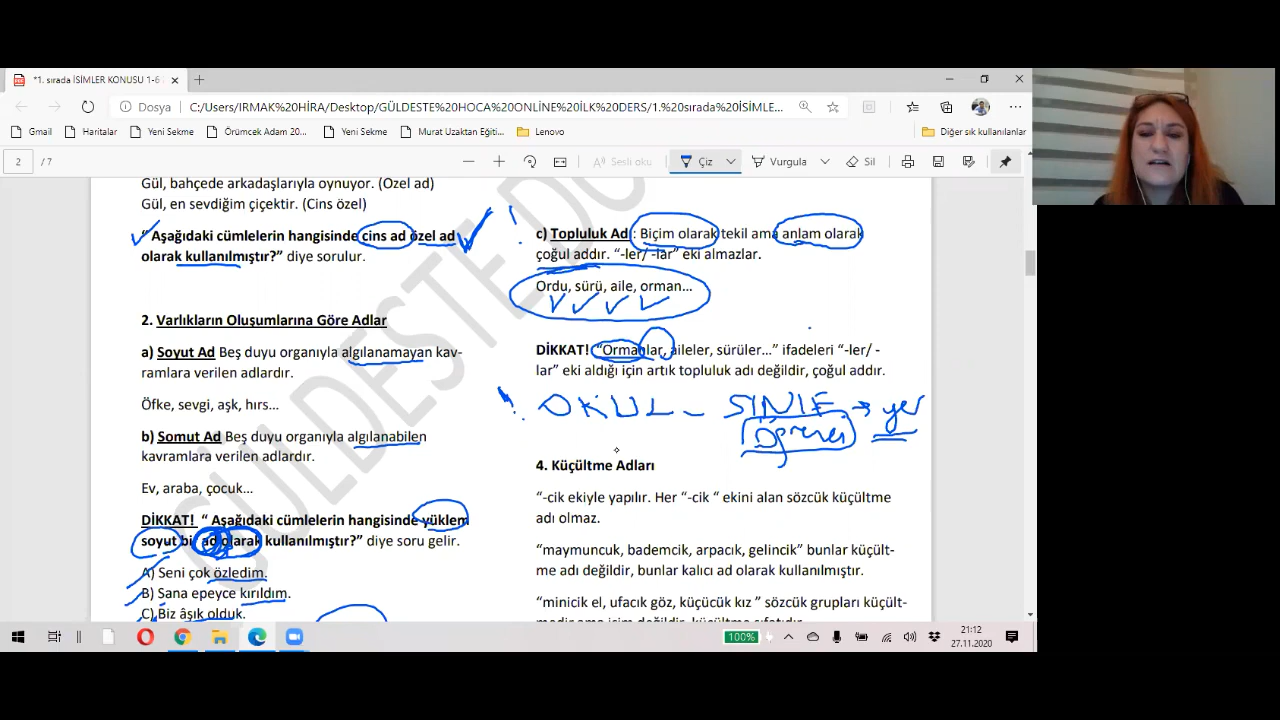 *1. sırada İSİMLER KONUSU 1-6
Dosya
C:/Users/IRMAK%20HİRA/Desktop/GÜLDESTE%20HOCA%20ONLİNE%20İLK%20DERS/1.%20sırada%20İSİMLE...
Gmail
Haritalar
Yeni Sekme
Örümcek Adam 20...
Yeni Sekme
Murat Uzaktan Eğiti...
Lenovo
Diğer sık kullanılanlar
2 / 7
Sesli oku
Çiz
Vurgula
Sil
Gül, bahçede arkadaşlarıyla oynuyor. (Özel ad)
Gül, en sevdiğim çiçektir. (Cins özel)
"Aşağıdaki cümlelerin hangisinde cins ad özel ad
olarak kullanılmıştır?" diye sorulur.
2. Varlıkların Oluşumlarına Göre Adlar
a) Soyut Ad Beş duyu organıyla algılanamayan kav-
ramlara verilen adlardır.
Öfke, sevgi, aşk, hırs...
b) Somut Ad Beş duyu organıyla algılanabilen
kavramlara verilen adlardır.
Ev, araba, çocuk...
DİKKAT! " Aşağıdaki cümlelerin hangisinde yüklem
soyut bir ad olarak kullanılmıştır?" diye soru gelir.
A) Seni çok özledim.
B) Sana epeyce kırıldım.
C) Biz âşık olduk.
c) Topluluk Ad : Biçim olarak tekil ama anlam olarak
çoğul addır. "-ler/ -lar" eki almazlar.
Ordu, sürü, aile, orman...
DİKKAT! "Ormanlar, aileler, sürüler..." ifadeleri "-ler/ -
lar" eki aldığı için artık topluluk adı değildir, çoğul addır.
! OKUL - SINIF → yer
Öğrenci
4. Küçültme Adları
"-cik ekiyle yapılır. Her "-cik " ekini alan sözcük küçültme
adı olmaz.
"maymuncuk, bademcik, arpacık, gelincik" bunlar küçült-
me adı değildir, bunlar kalıcı ad olarak kullanılmıştır.
"minicik el, ufacık göz, küçücük kız " sözcük grupları küçült-
medir ama isim değildir, küçültme sıfatıdır.
GÜLDESTE DO
100%
21:12
27.11.2020